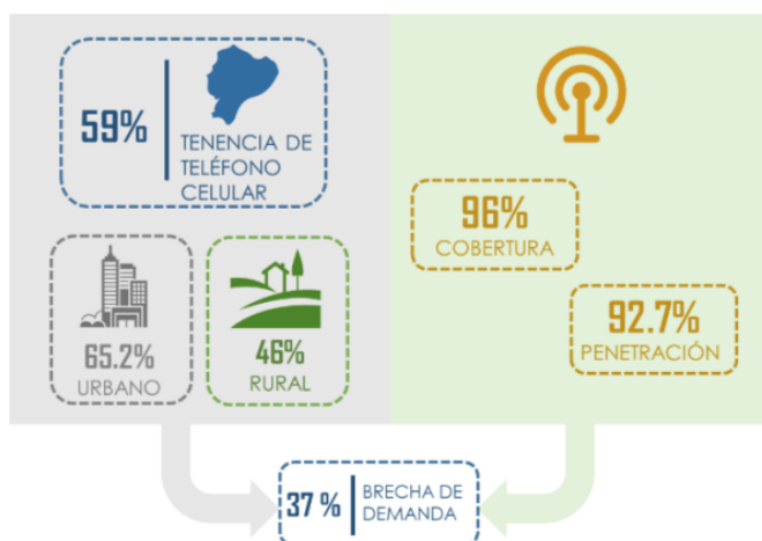 59%
TENENCIA DE
TELÉFONO
CELULAR
65.2%
URBANO
46%
RURAL
96%
COBERTURA
92.7%
PENETRACIÓN
37 %
BRECHA DE
DEMANDA